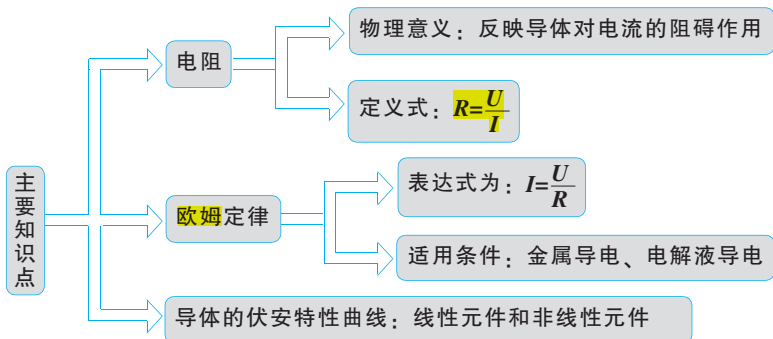 主要知识点
电阻
物理意义：反映导体对电流的阻碍作用
定义式：R=U/I
欧姆定律
表达式为：I=U/R
适用条件：金属导电、电解液导电
导体的伏安特性曲线：线性元件和非线性元件